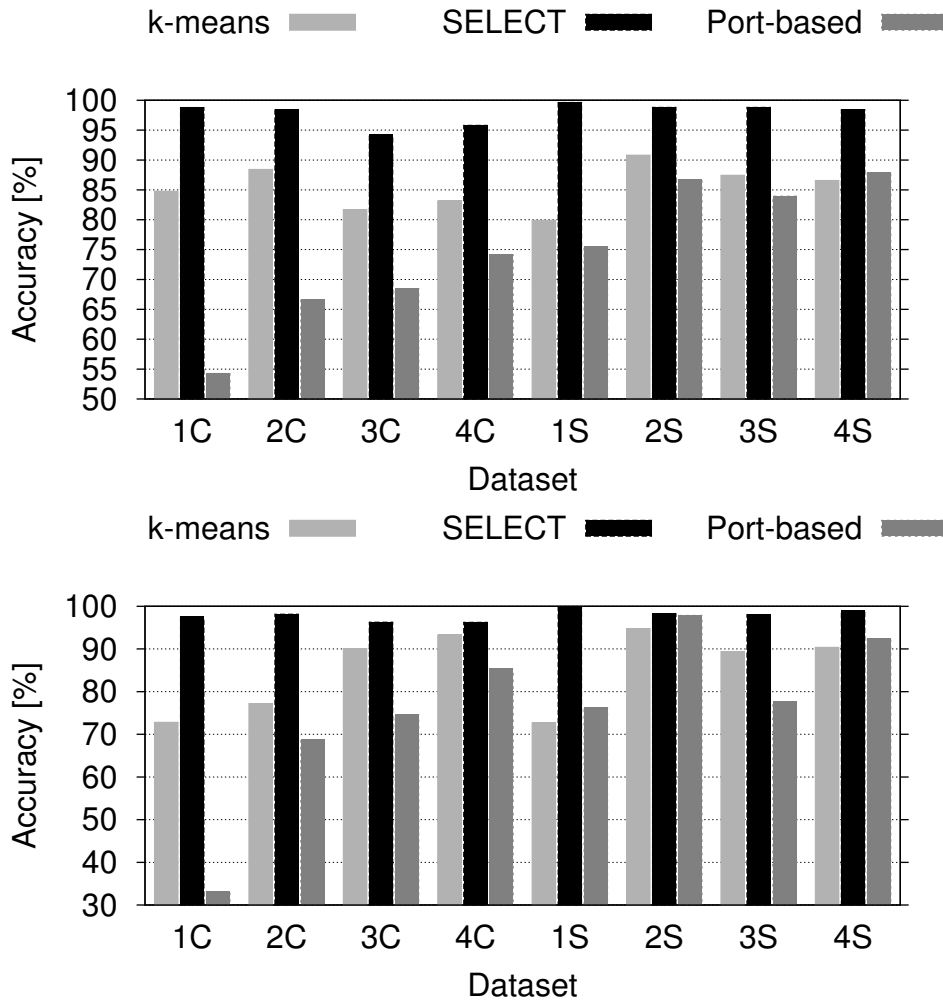 k-means SELECT Port-based
Accuracy [%]
100
95
90
85
80
75
70
65
60
55
50
1C 2C 3C 4C 1S 2S 3S 4S
Dataset
k-means SELECT Port-based
Accuracy [%]
100
90
80
70
60
50
40
30
1C 2C 3C 4C 1S 2S 3S 4S
Dataset